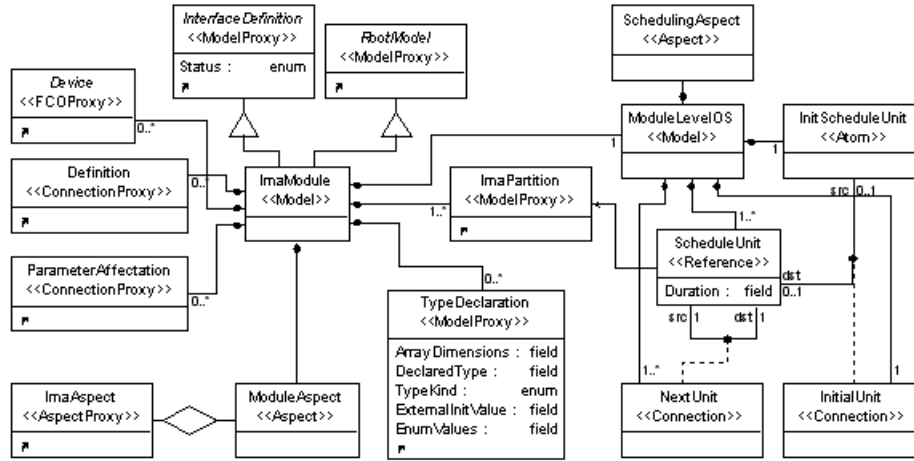 InterfaceDefinition
<<ModelProxy>>
Status : enum
RootModel
<<ModelProxy>>
SchedulingAspect
<<Aspect>>
Device
<<FCOProxy>>
0..*
ModuleLevelOS
<<Model>>
1
InitScheduleUnit
<<Atom>>
1
Definition
<<ConnectionProxy>>
0..*
ImaModule
<<Model>>
ImaPartition
<<ModelProxy>>
1..*
src 0..1
1..*
ScheduleUnit
<<Reference>>
Duration : field
dst
0..1
src 1
dst 1
ParameterAffectation
<<ConnectionProxy>>
0..*
0..*
TypeDeclaration
<<ModelProxy>>
ArrayDimensions : field
DeclaredType : field
TypeKind : enum
ExternalInitValue : field
EnumValues : field
ImaAspect
<<AspectProxy>>
ModuleAspect
<<Aspect>>
1..*
NextUnit
<<Connection>>
1
InitialUnit
<<Connection>>